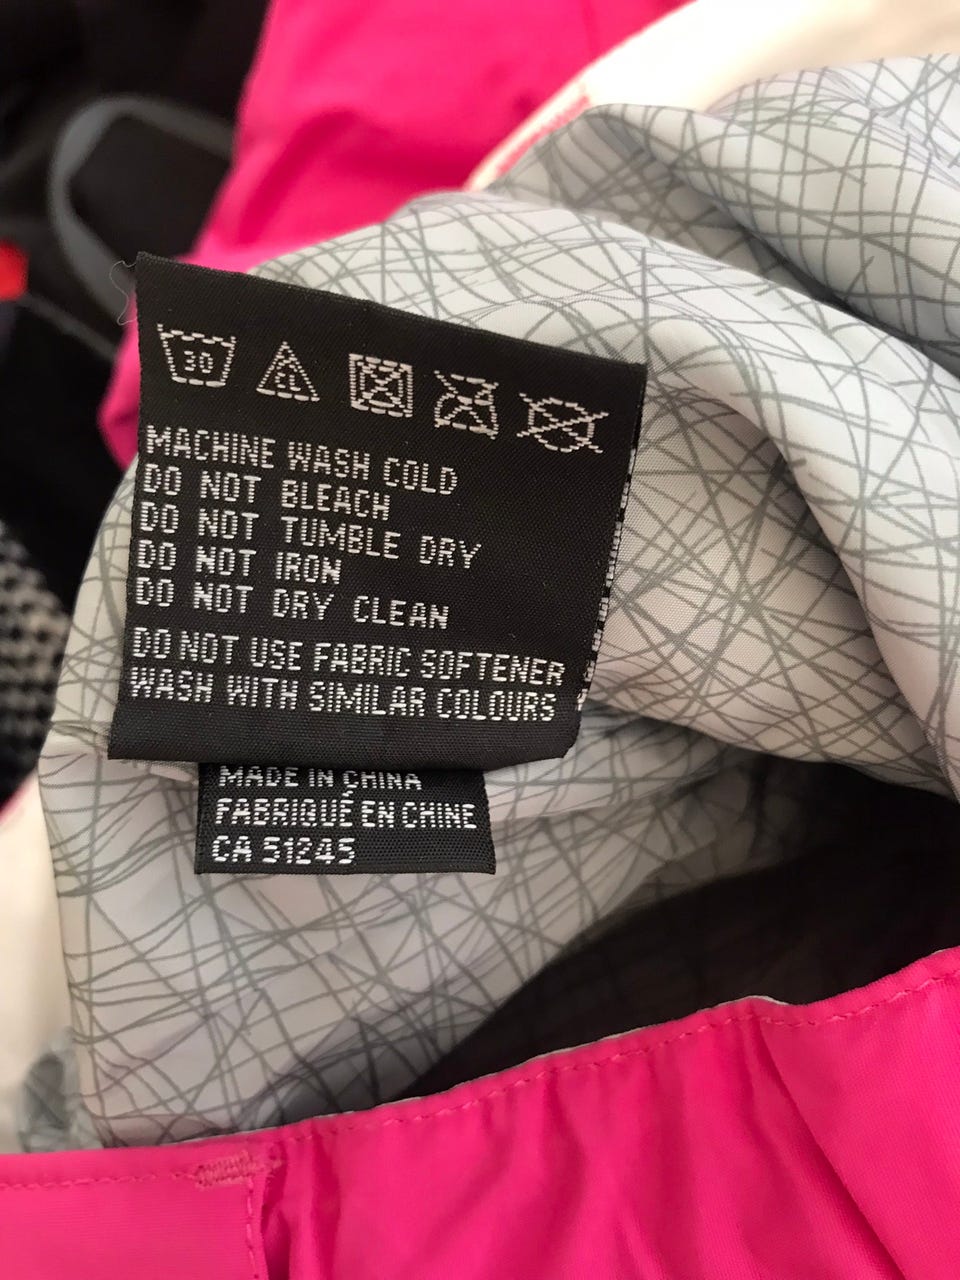 30
CL
MACHINE WASH COLD
DO NOT BLEACH
DO NOT TUMBLE DRY
DO NOT IRON
DO NOT DRY CLEAN
DO NOT USE FABRIC SOFTENER
WASH WITH SIMILAR COLOURS
MADE IN CHINA
FABRIQUÉ EN CHINE
CA 51245